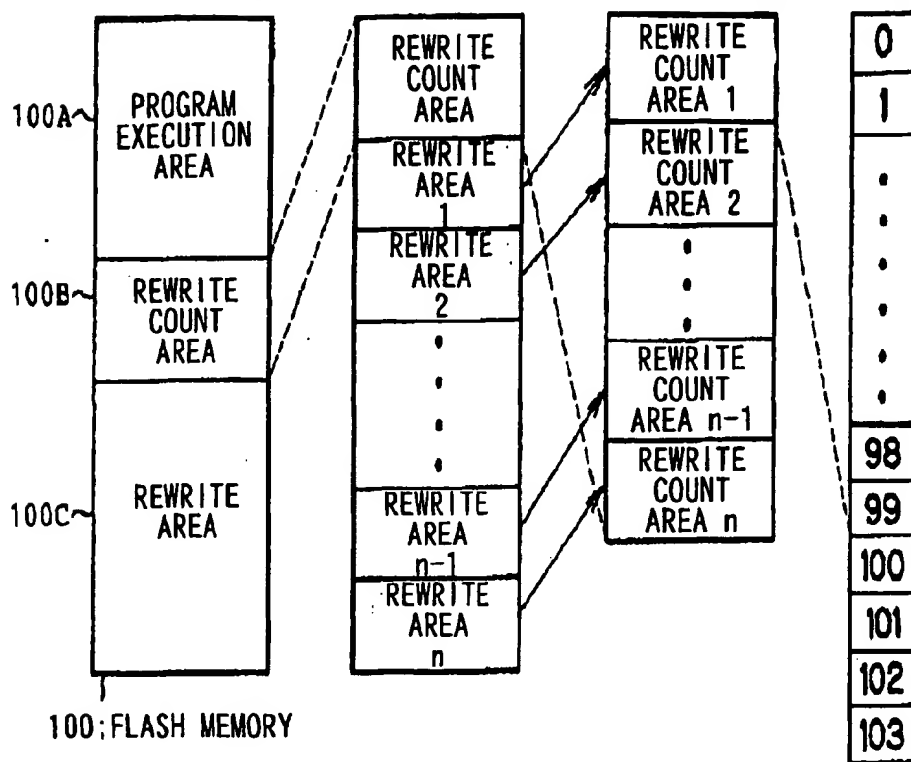 100A
PROGRAM
EXECUTION
AREA
100B
REWRITE
COUNT
AREA
100C
REWRITE
AREA
100;FLASH MEMORY
REWRITE
COUNT
AREA
REWRITE
AREA
1
REWRITE
AREA
2
REWRITE
AREA
n-1
REWRITE
AREA
n
REWRITE
COUNT
AREA 1
REWRITE
COUNT
AREA 2
REWRITE
COUNT
AREA n-1
REWRITE
COUNT
AREA n
0
1
98
99
100
101
102
103